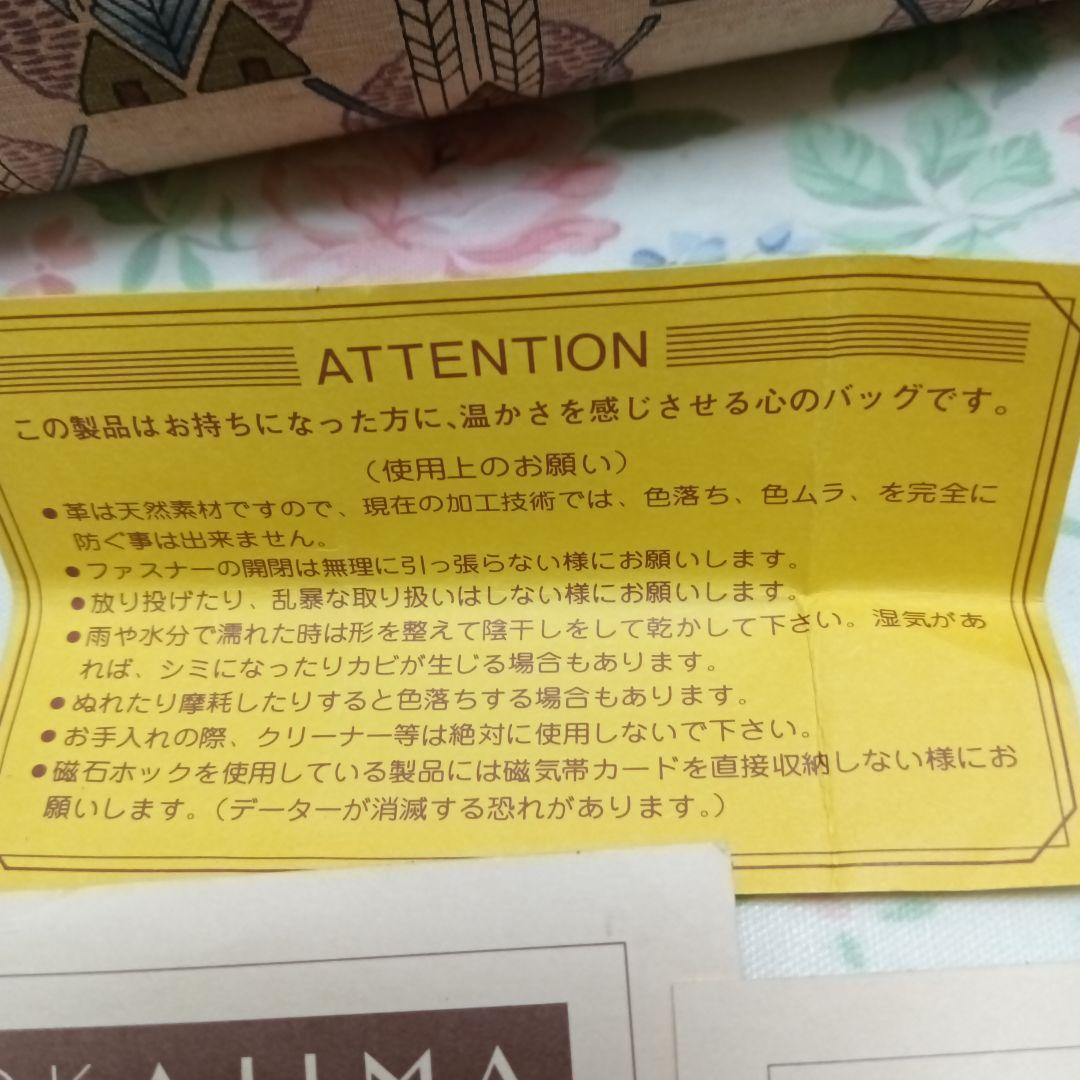 ATTENTION
この製品はお持ちになった方に、温かさを感じさせる心のバッグです。
(使用上のお願い)
●革は天然素材ですので、現在の加工技術では、色落ち、色ムラ、を完全に
防ぐ事は出来ません。
●ファスナーの開閉は無理に引っ張らない様にお願いします。
●放り投げたり、乱暴な取り扱いはしない様にお願いします。
●雨や水分で濡れた時は形を整えて陰干しをして乾かして下さい。湿気があ
れば、シミになったりカビが生じる場合もあります。
●ぬれたり摩耗したりすると色落ちする場合もあります。
●お手入れの際、クリーナー等は絶対に使用しないで下さい。
●磁石ホックを使用している製品には磁気帯カードを直接収納しない様にお
願いします。(データーが消滅する恐れがあります。)